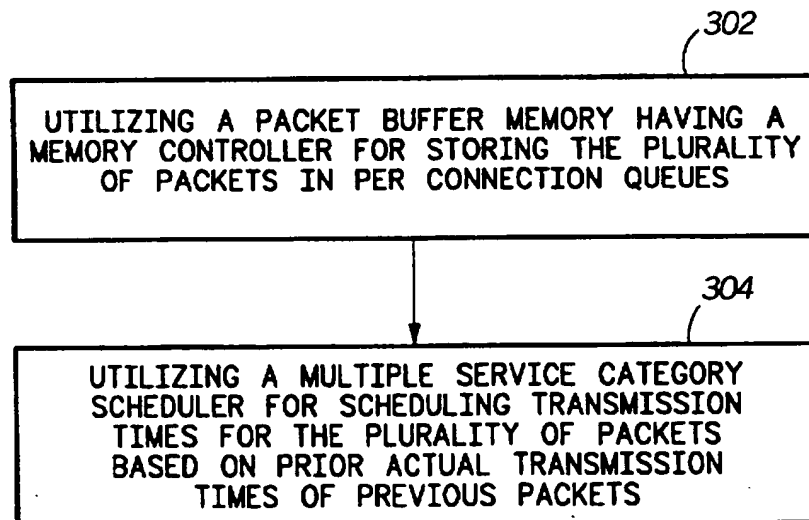 302
UTILIZING A PACKET BUFFER MEMORY HAVING A
MEMORY CONTROLLER FOR STORING THE PLURALITY
OF PACKETS IN PER CONNECTION QUEUES
304
UTILIZING A MULTIPLE SERVICE CATEGORY
SCHEDULER FOR SCHEDULING TRANSMISSION
TIMES FOR THE PLURALITY OF PACKETS
BASED ON PRIOR ACTUAL TRANSMISSION
TIMES OF PREVIOUS PACKETS